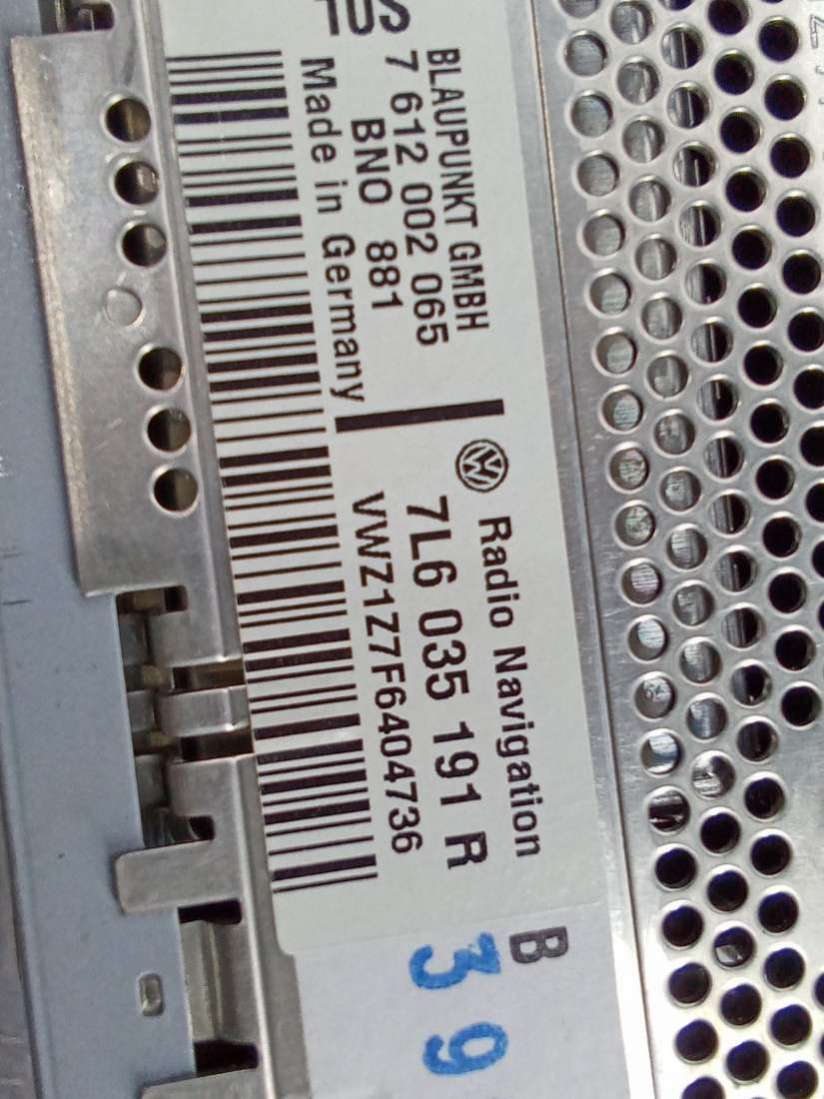 BLAUPUNKT GMBH
7 612 002 065
BNO 881
Made in Germany
Radio Navigation
7L6 035 191 R
VWZ1Z7F6404736
B
39